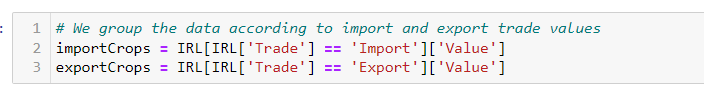 1 # We group the data according to import and export trade values
2 importCrops = IRL[IRL['Trade'] == 'Import']['Value']
3 exportCrops = IRL[IRL['Trade'] == 'Export']['Value']